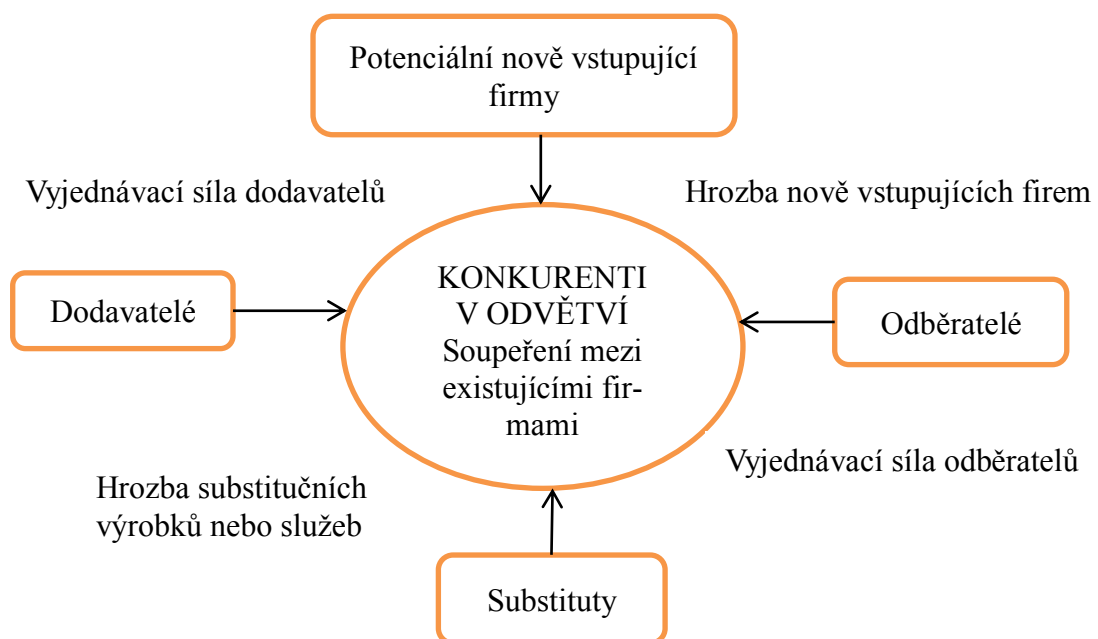 Potenciální nově vstupující
firmy
Vyjednávací síla dodavatelů
Hrozba nově vstupujících firem
Dodavatelé
KONKURENTI
V ODVĚTVÍ
Soupeření mezi
existujícími fir-
mami
Odběratelé
Vyjednávací síla odběratelů
Hrozba substitučních
výrobků nebo služeb
Substituty